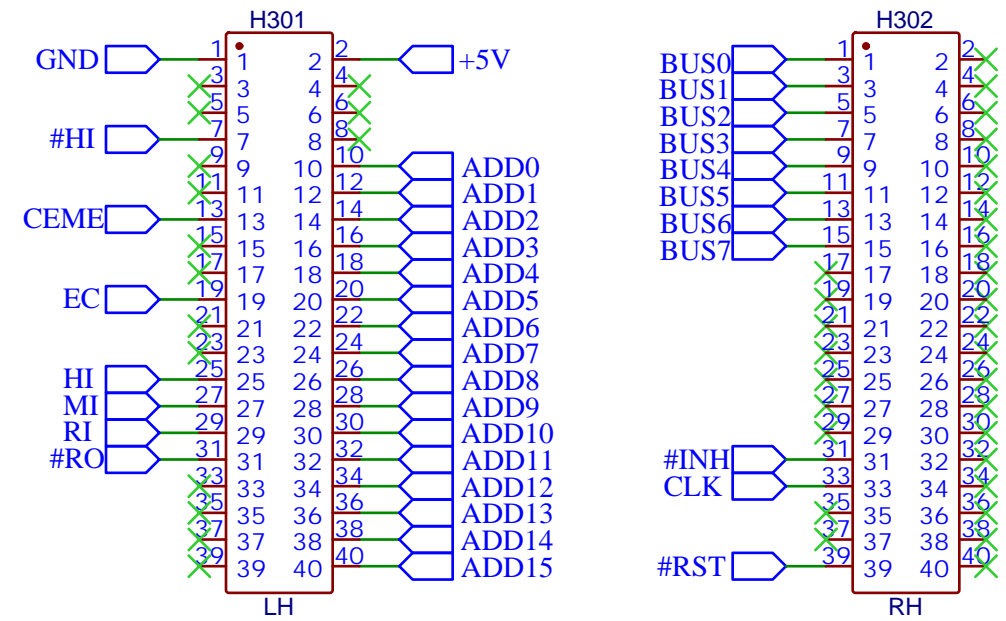 H301
GND 1 1 2 2 +5V
3 3 4 4
5 5 6 6
#HI 7 7 8 8
9 9 10 10 ADD0
11 11 12 12 ADD1
CEME 13 13 14 14 ADD2
15 15 16 16 ADD3
17 17 18 18 ADD4
EC 19 19 20 20 ADD5
21 21 22 22 ADD6
23 23 24 24 ADD7
HI 25 25 26 26 ADD8
MI 27 27 28 28 ADD9
RI 29 29 30 30 ADD10
#RO 31 31 32 32 ADD11
33 33 34 34 ADD12
35 35 36 36 ADD13
37 37 38 38 ADD14
39 39 40 40 ADD15
LH
H302
BUS0 1 1 2 2
BUS1 3 3 4 4
BUS2 5 5 6 6
BUS3 7 7 8 8
BUS4 9 9 10 10
BUS5 11 11 12 12
BUS6 13 13 14 14
BUS7 15 15 16 16
17 17 18 18
19 19 20 20
21 21 22 22
23 23 24 24
25 25 26 26
27 27 28 28
29 29 30 30
#INH 31 31 32 32
CLK 33 33 34 34
35 35 36 36
37 37 38 38
#RST 39 39 40 40
RH